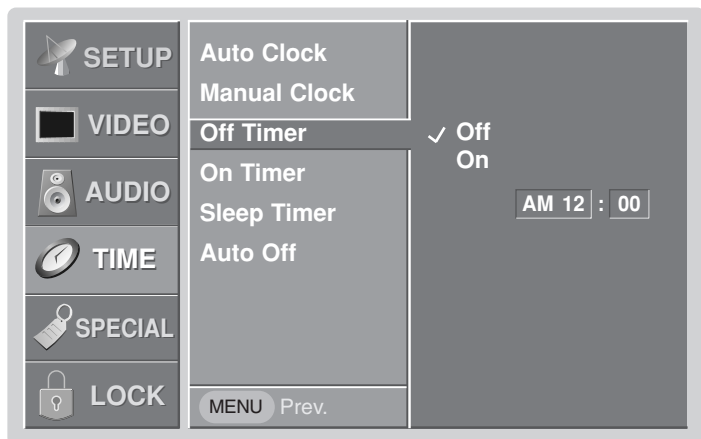 SETUP
VIDEO
AUDIO
TIME
SPECIAL
LOCK
Auto Clock
Manual Clock
Off Timer
On Timer
Sleep Timer
Auto Off
MENU Prev.
Off
On
AM 12 : 00